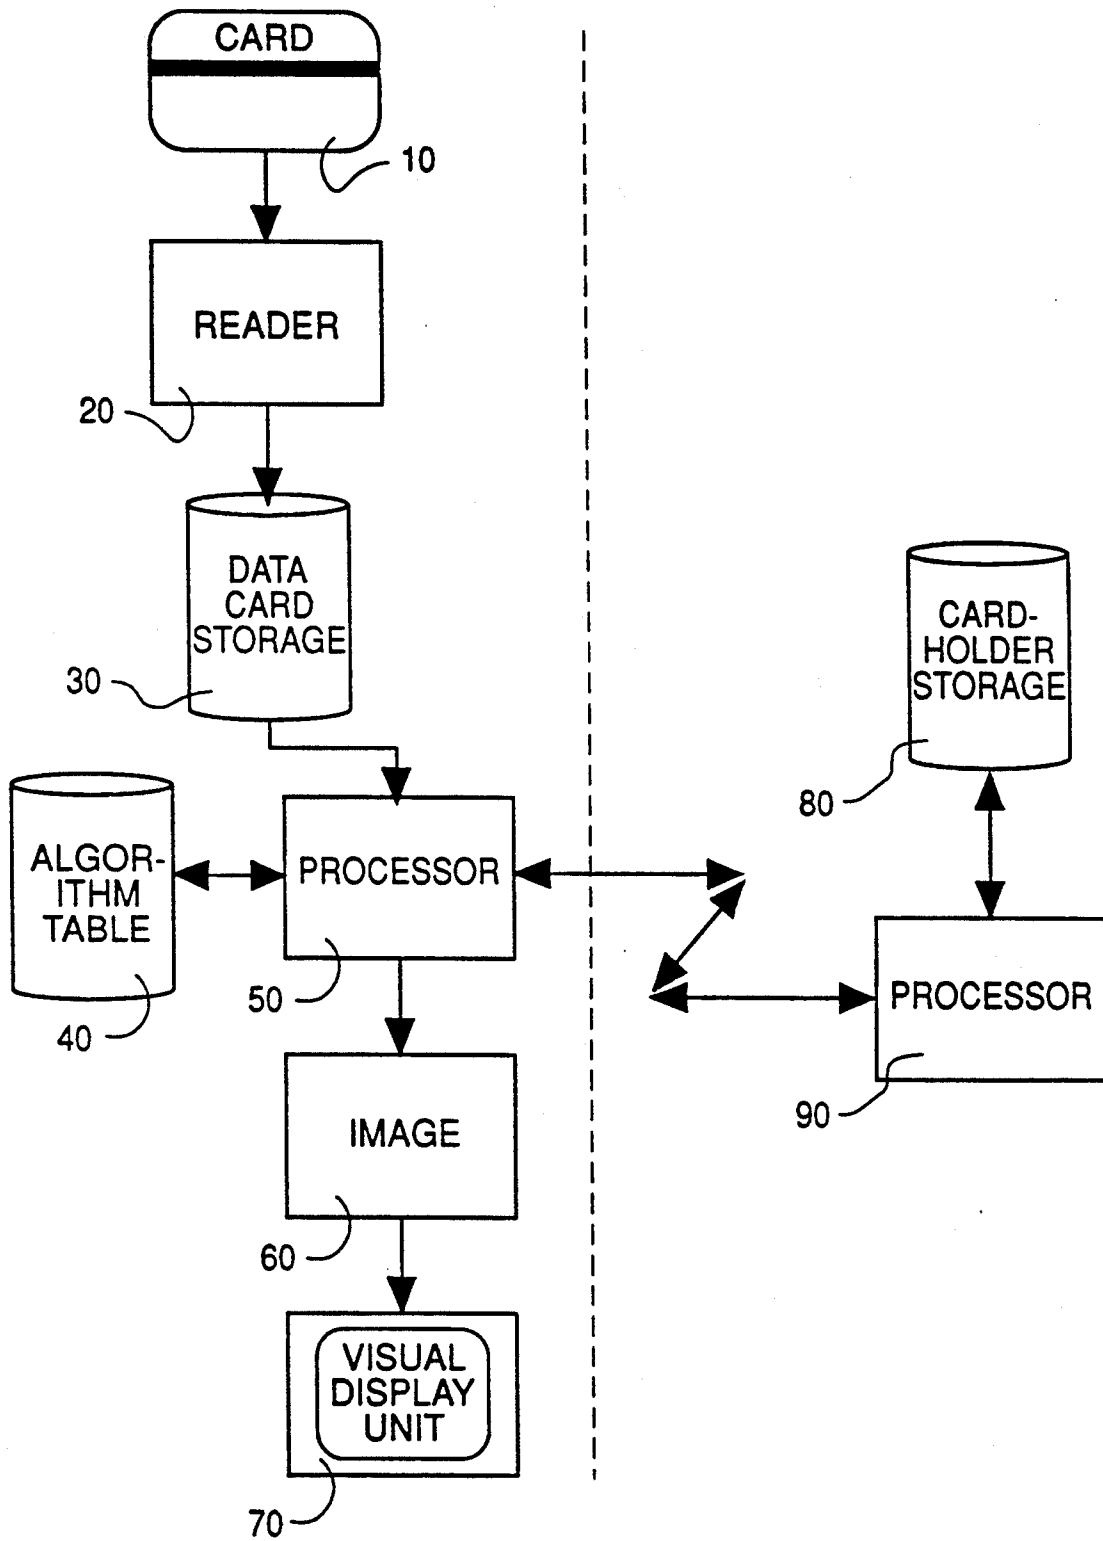 CARD
10
READER
20
DATA
CARD
STORAGE
30
ALGOR-
ITHM
TABLE
40
PROCESSOR
50
IMAGE
60
VISUAL
DISPLAY
UNIT
70
CARD-
HOLDER
STORAGE
80
PROCESSOR
90